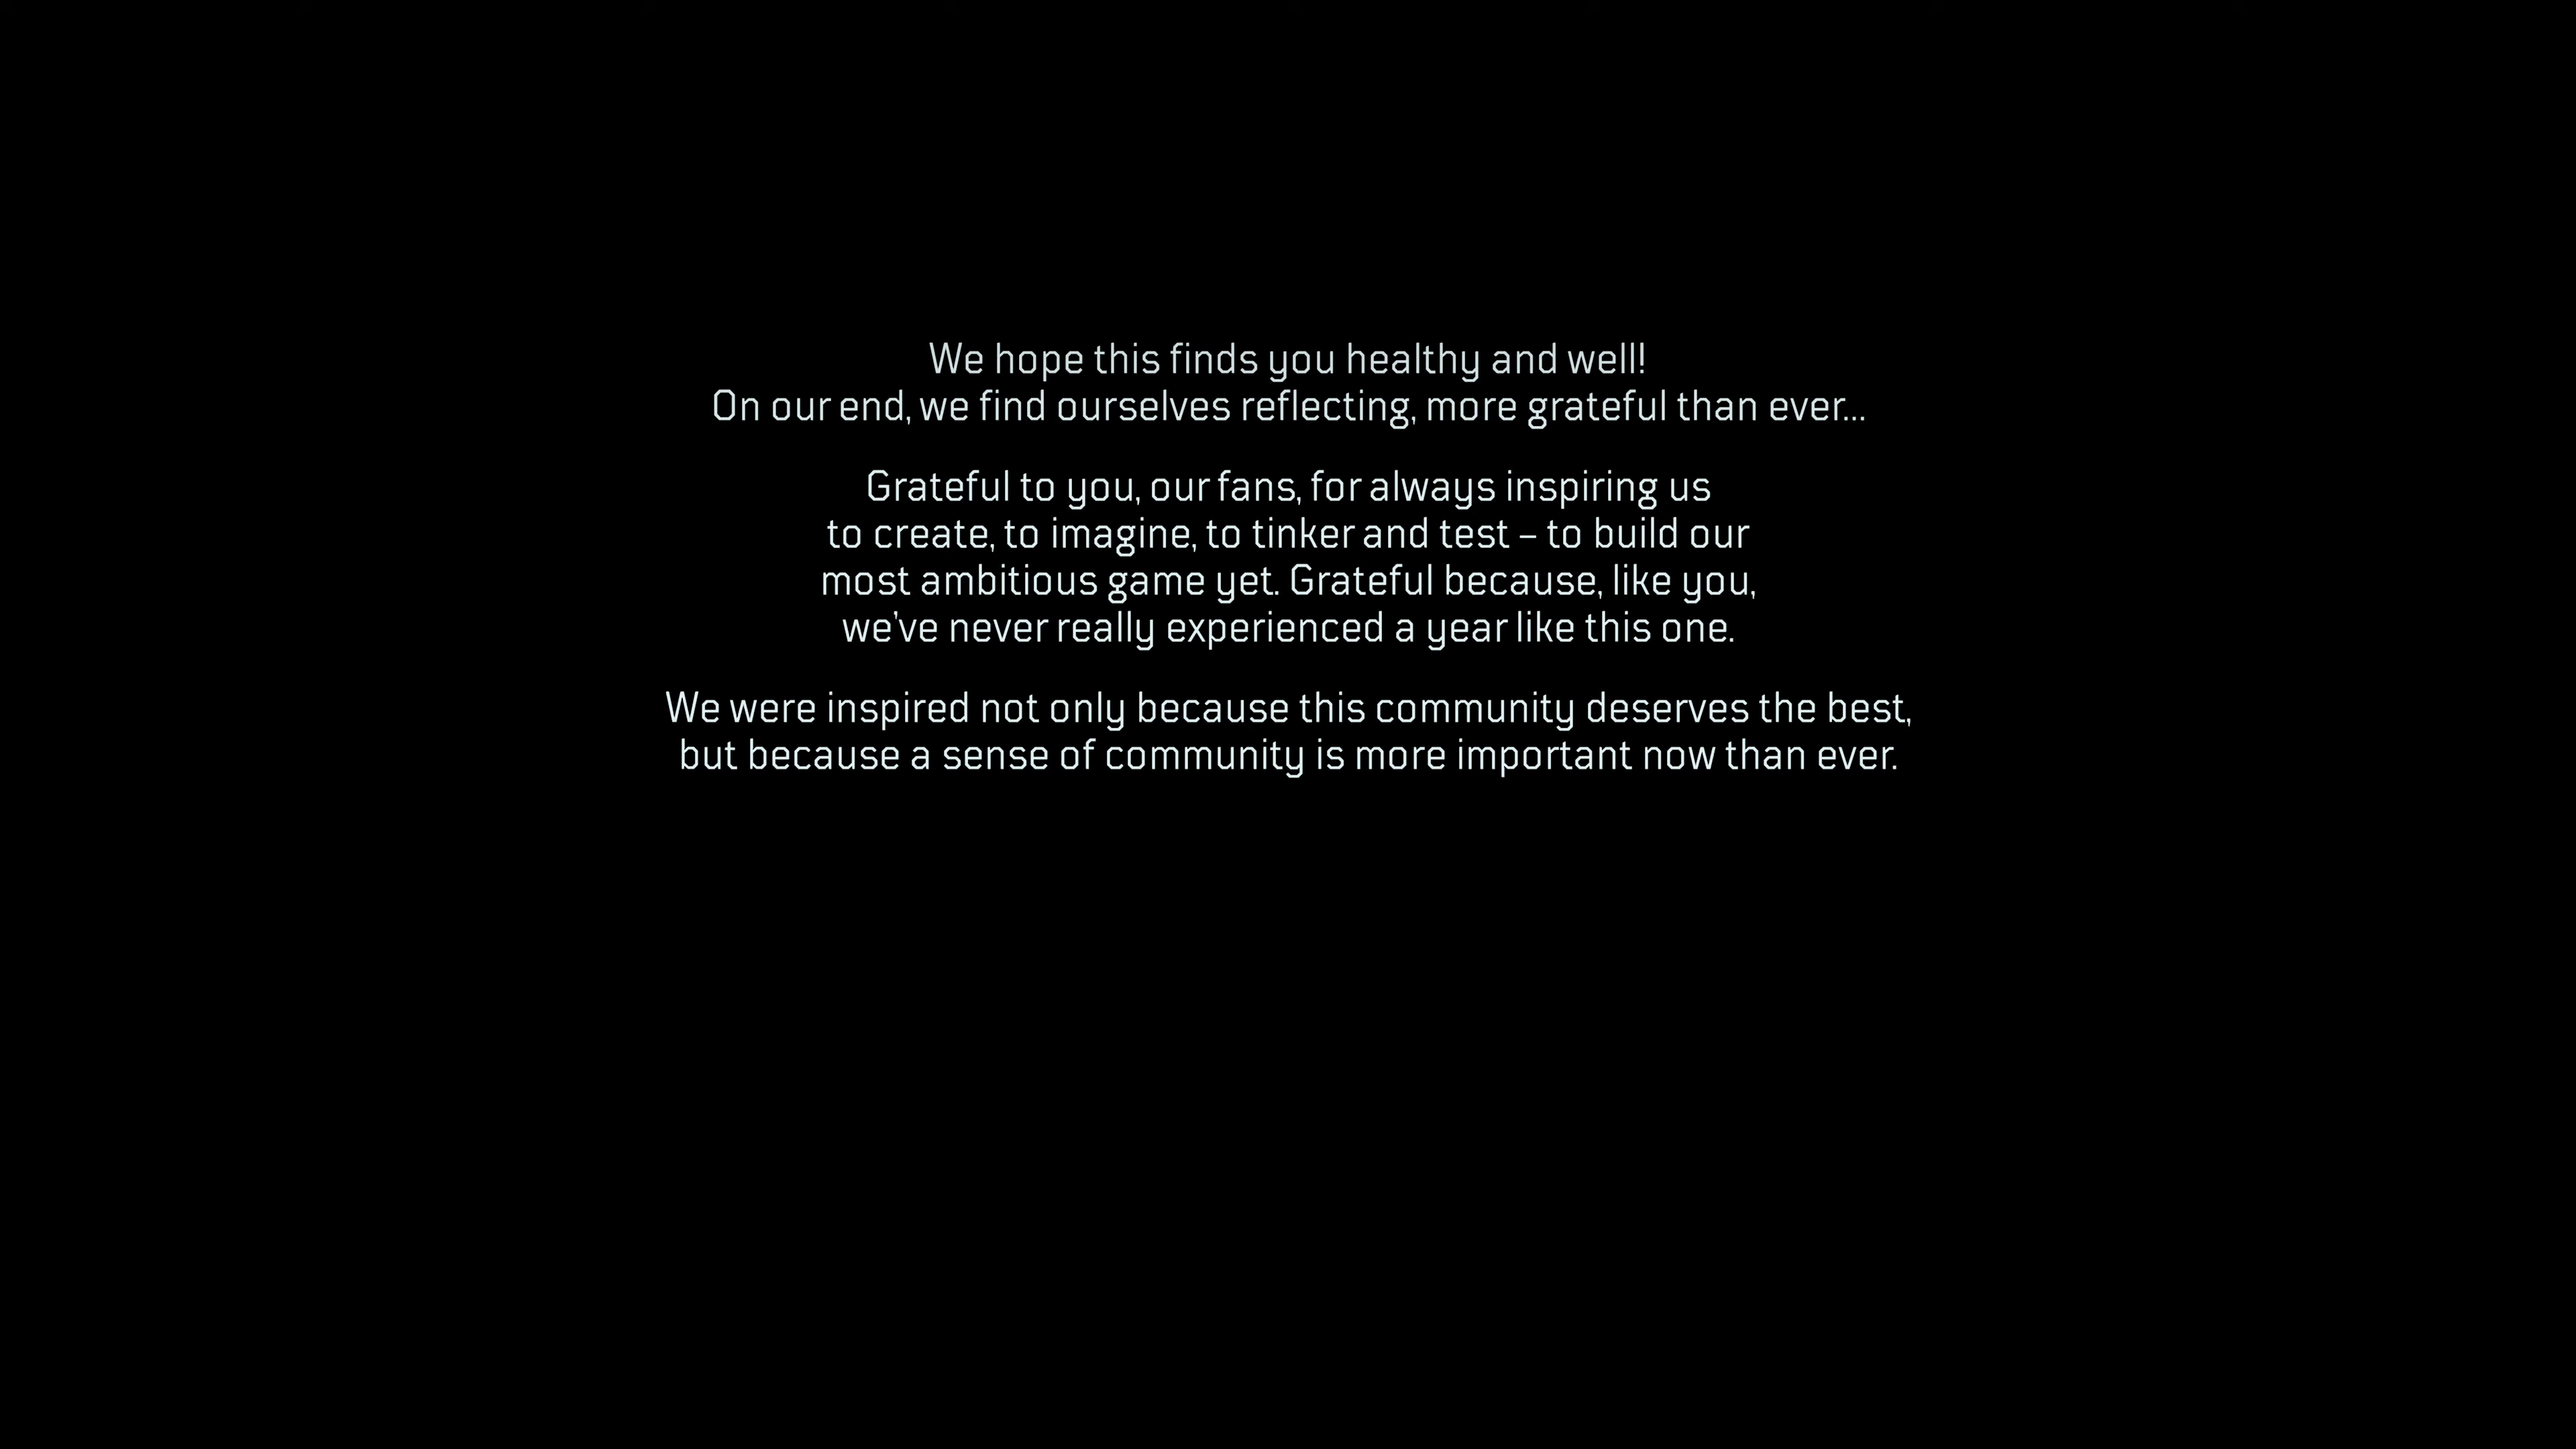 We hope this finds you healthy and well!
On our end, we find ourselves reflecting, more grateful than ever...
Grateful to you, our fans, for always inspiring us
to create, to imagine, to tinker and test – to build our
most ambitious game yet. Grateful because, like you,
we've never really experienced a year like this one.
We were inspired not only because this community deserves the best,
but because a sense of community is more important now than ever.